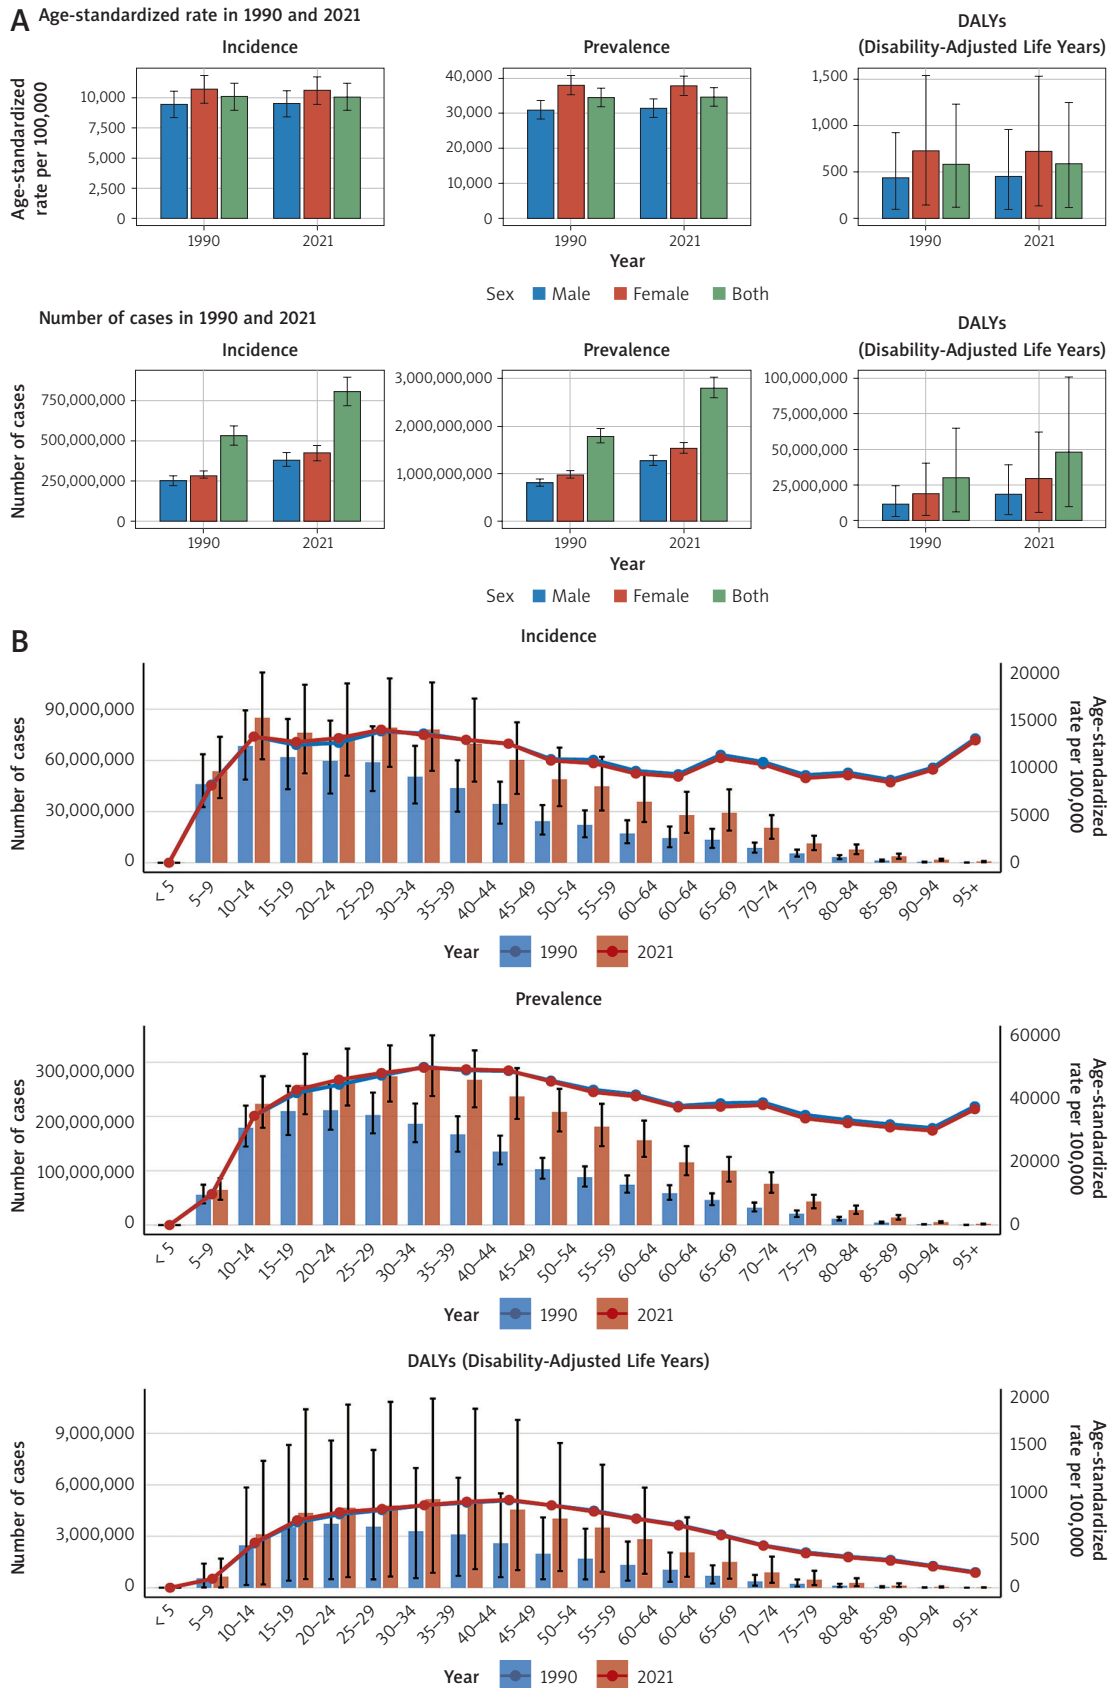 A Age-standardized rate in 1990 and 2021
Incidence
Prevalence
DALYs
(Disability-Adjusted Life Years)
Age-standardized
rate per 100,000
10,000
7,500
5,000
2,500
0
1990
2021
40,000
30,000
20,000
10,000
0
1990
2021
1,500
1,000
500
0
1990
2021
Year
Sex Male Female Both
Number of cases in 1990 and 2021
Incidence
Prevalence
DALYs
(Disability-Adjusted Life Years)
Number of cases
750,000,000
500,000,000
250,000,000
0
1990
2021
3,000,000,000
2,000,000,000
1,000,000,000
0
1990
2021
100,000,000
75,000,000
50,000,000
25,000,000
0
1990
2021
Year
Sex Male Female Both
B
Incidence
Number of cases
90,000,000
60,000,000
30,000,000
0
20000
15000
10000
5000
0
Age-standardized
rate per 100,000
< 5 5–9 10–14 15–19 20–24 25–29 30–34 35–39 40–44 45–49 50–54 55–59 60–64 60–64 65–69 70–74 75–79 80–84 85–89 90–94 95+
Year 1990 2021
Prevalence
Number of cases
300,000,000
200,000,000
100,000,000
0
60000
40000
20000
0
Age-standardized
rate per 100,000
< 5 5–9 10–14 15–19 20–24 25–29 30–34 35–39 40–44 45–49 50–54 55–59 60–64 60–64 65–69 70–74 75–79 80–84 85–89 90–94 95+
Year 1990 2021
DALYs (Disability-Adjusted Life Years)
Number of cases
9,000,000
6,000,000
3,000,000
0
2000
1500
1000
500
0
Age-standardized
rate per 100,000
< 5 5–9 10–14 15–19 20–24 25–29 30–34 35–39 40–44 45–49 50–54 55–59 60–64 60–64 65–69 70–74 75–79 80–84 85–89 90–94 95+
Year 1990 2021